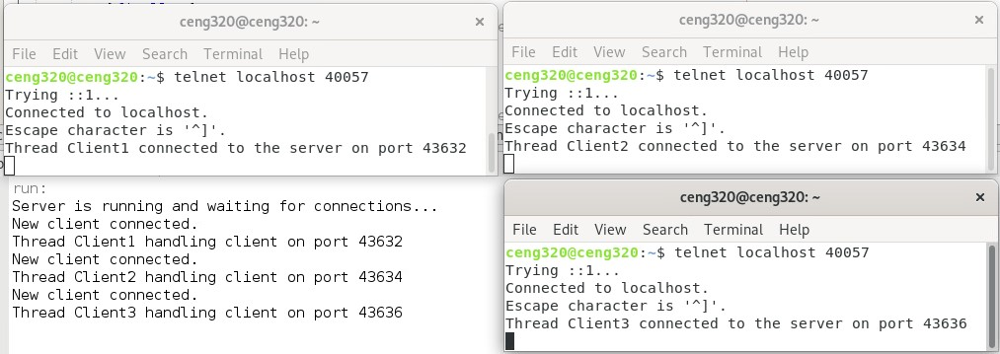 ceng320@ceng320: ~
File Edit View Search Terminal Help
ceng320@ceng320:~$ telnet localhost 40057
Trying ::1...
Connected to localhost.
Escape character is '^]'.
Thread Client1 connected to the server on port 43632
ceng320@ceng320: ~
File Edit View Search Terminal Help
ceng320@ceng320:~$ telnet localhost 40057
Trying ::1...
Connected to localhost.
Escape character is '^]'.
Thread Client2 connected to the server on port 43634
run:
Server is running and waiting for connections...
New client connected.
Thread Client1 handling client on port 43632
New client connected.
Thread Client2 handling client on port 43634
New client connected.
Thread Client3 handling client on port 43636
ceng320@ceng320: ~
File Edit View Search Terminal Help
ceng320@ceng320:~$ telnet localhost 40057
Trying ::1...
Connected to localhost.
Escape character is '^]'.
Thread Client3 connected to the server on port 43636